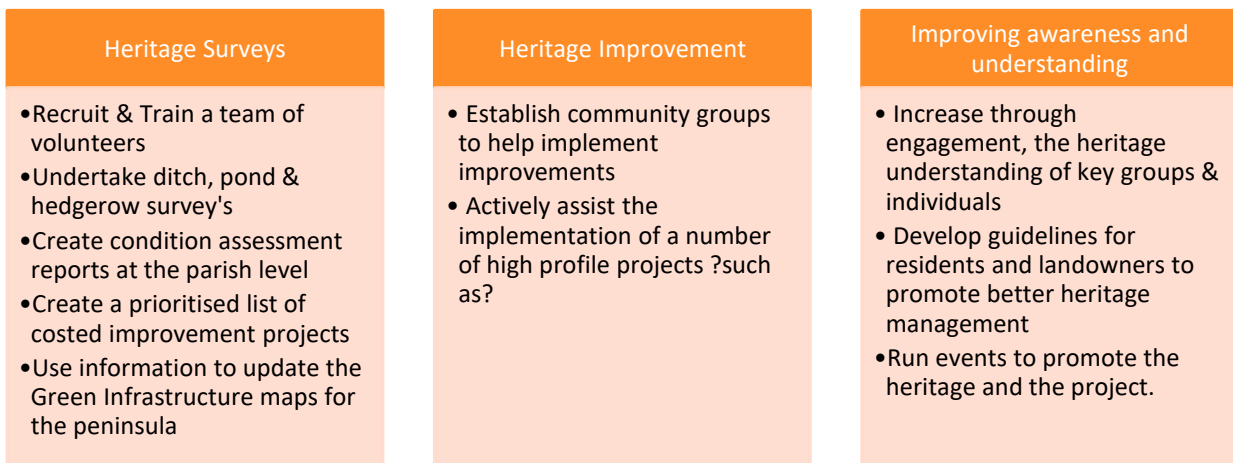 Heritage Surveys
•Recruit & Train a team of
volunteers
•Undertake ditch, pond &
hedgerow survey's
•Create condition assessment
reports at the parish level
•Create a prioritised list of
costed improvement projects
•Use information to update the
Green Infrastructure maps for
the peninsula
Heritage Improvement
• Establish community groups
to help implement
improvements
• Actively assist the
implementation of a number
of high profile projects ?such
as?
Improving awareness and
understanding
• Increase through
engagement, the heritage
understanding of key groups &
individuals
• Develop guidelines for
residents and landowners to
promote better heritage
management
•Run events to promote the
heritage and the project.